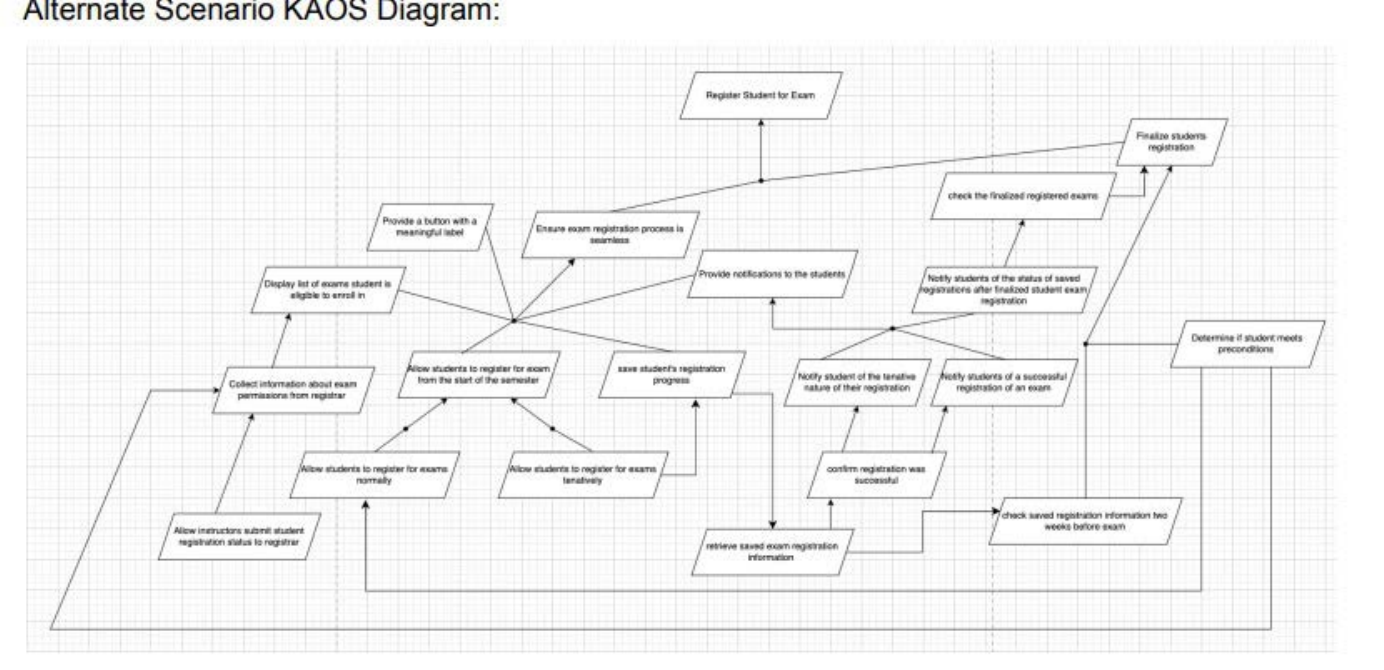 Alternate Scenario KAOS Diagram:
Register Student for Exam
Finalize students
registration
check the finalized registered exams
Provide a button with a
meaningful label
Ensure exam registration process is
seamless
Provide notifications to the students
Notify students of the status of saved
registrations after finalized student exam
registration
Display list of exams student is
eligible to enroll in
Determine if student meets
preconditions
Collect information about exam
permissions from registrar
Allow students to register for exam
from the start of the semester
save student's registration
progress
Notify student of the tenative
nature of their registration
Notify students of a successful
registration of an exam
Allow students to register for exams
normally
Allow students to register for exams
tenatively
confirm registration was
successful
Allow instructors submit student
registration status to registrar
retrieve saved exam registration
information
check saved registration information two
weeks before exam